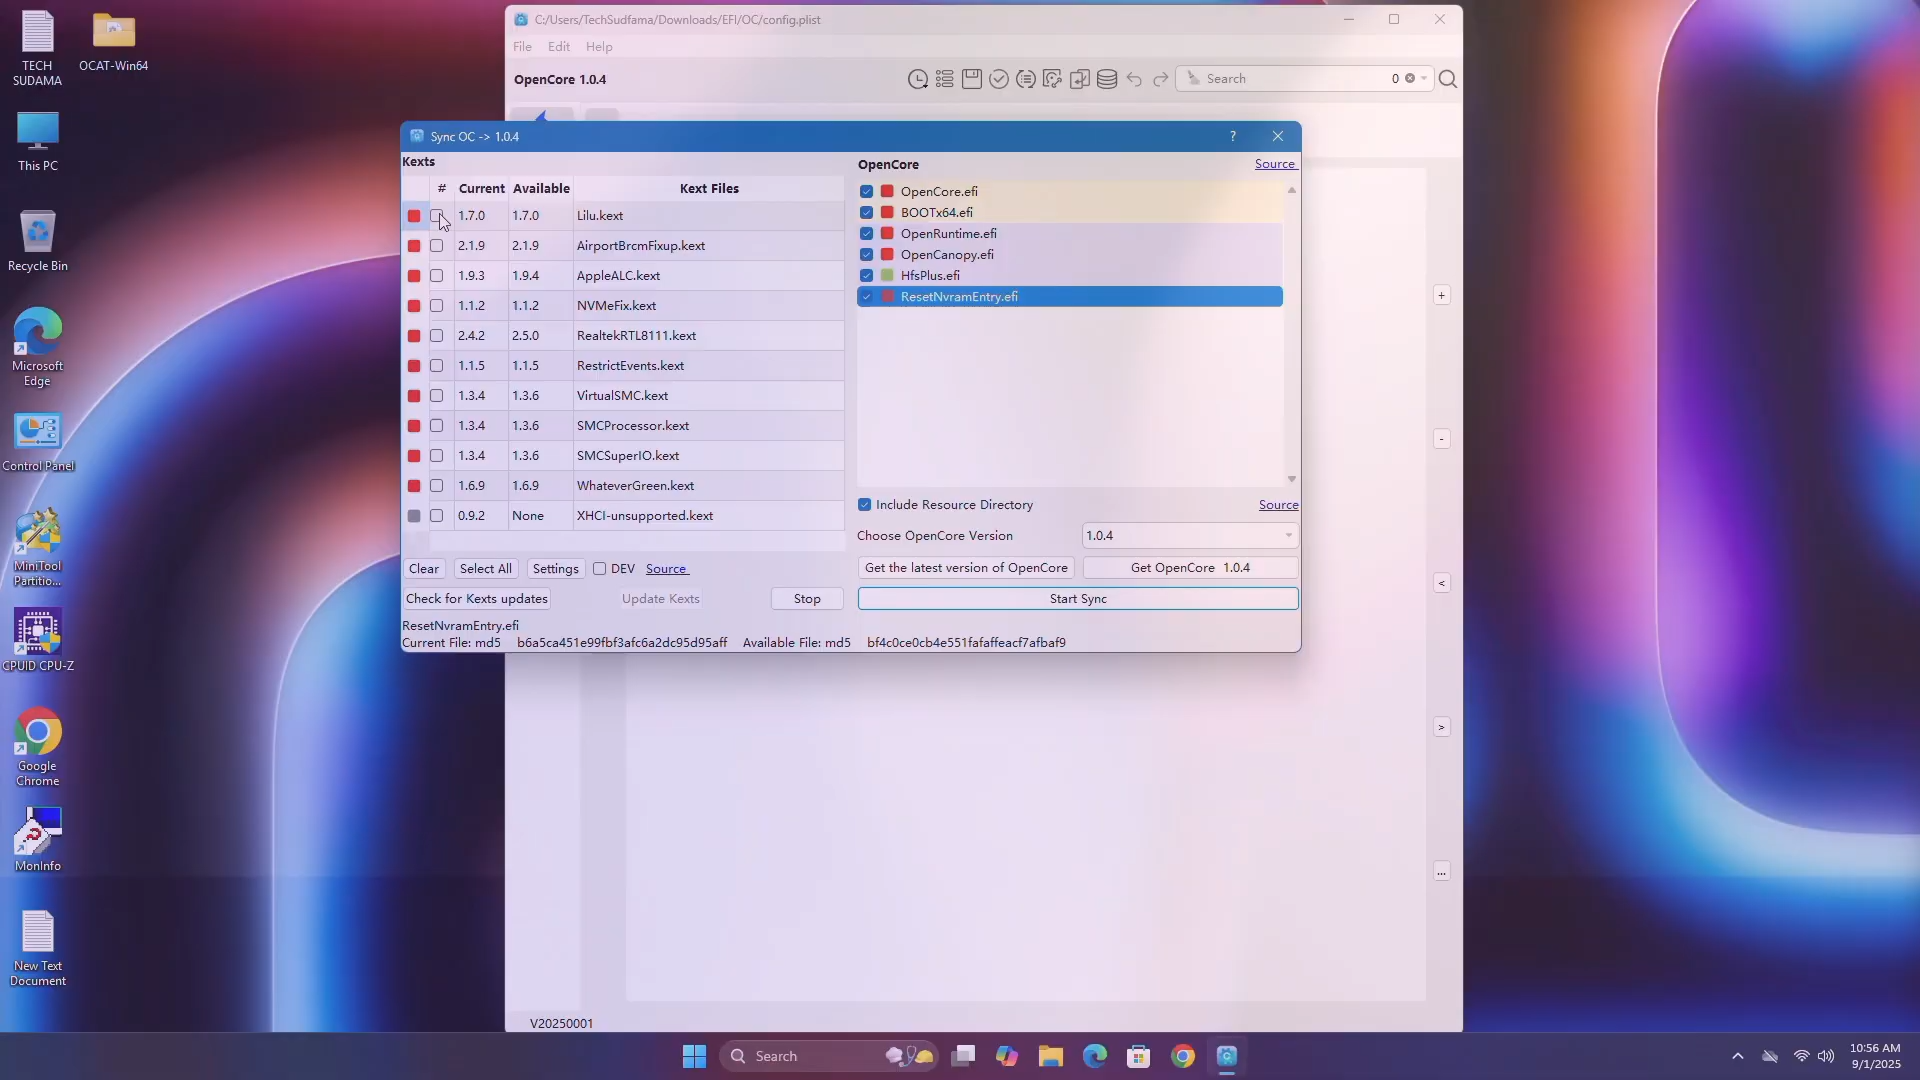 TECH
SUDAMA
OCAT-Win64
This PC
Recycle Bin
Microsoft
Edge
Control Panel
MiniTool
Partitio...
CPUID CPU-Z
Google
Chrome
MonInfo
New Text
Document
C:/Users/TechSudfama/Downloads/EFI/OC/config.plist
File Edit Help
OpenCore 1.0.4
Search 0
Sync OC -> 1.0.4 ?
Kexts
# Current Available Kext Files
1.7.0 1.7.0 Lilu.kext
2.1.9 2.1.9 AirportBrcmFixup.kext
1.9.3 1.9.4 AppleALC.kext
1.1.2 1.1.2 NVMeFix.kext
2.4.2 2.5.0 RealtekRTL8111.kext
1.1.5 1.1.5 RestrictEvents.kext
1.3.4 1.3.6 VirtualSMC.kext
1.3.4 1.3.6 SMCProcessor.kext
1.3.4 1.3.6 SMCSuperIO.kext
1.6.9 1.6.9 WhateverGreen.kext
0.9.2 None XHCI-unsupported.kext
Clear Select All Settings DEV Source
Check for Kexts updates Update Kexts Stop
OpenCore Source
OpenCore.efi
BOOTx64.efi
OpenRuntime.efi
OpenCanopy.efi
HfsPlus.efi
ResetNvramEntry.efi
Include Resource Directory Source
Choose OpenCore Version 1.0.4
Get the latest version of OpenCore Get OpenCore 1.0.4
Start Sync
ResetNvramEntry.efi
Current File: md5 b6a5ca451e99fbf3afc6a2dc95d95aff Available File: md5 bf4c0ce0cb4e551fafaffeacf7afbaf9
+
-
<
>
...
V20250001
Search
10:56 AM
9/1/2025